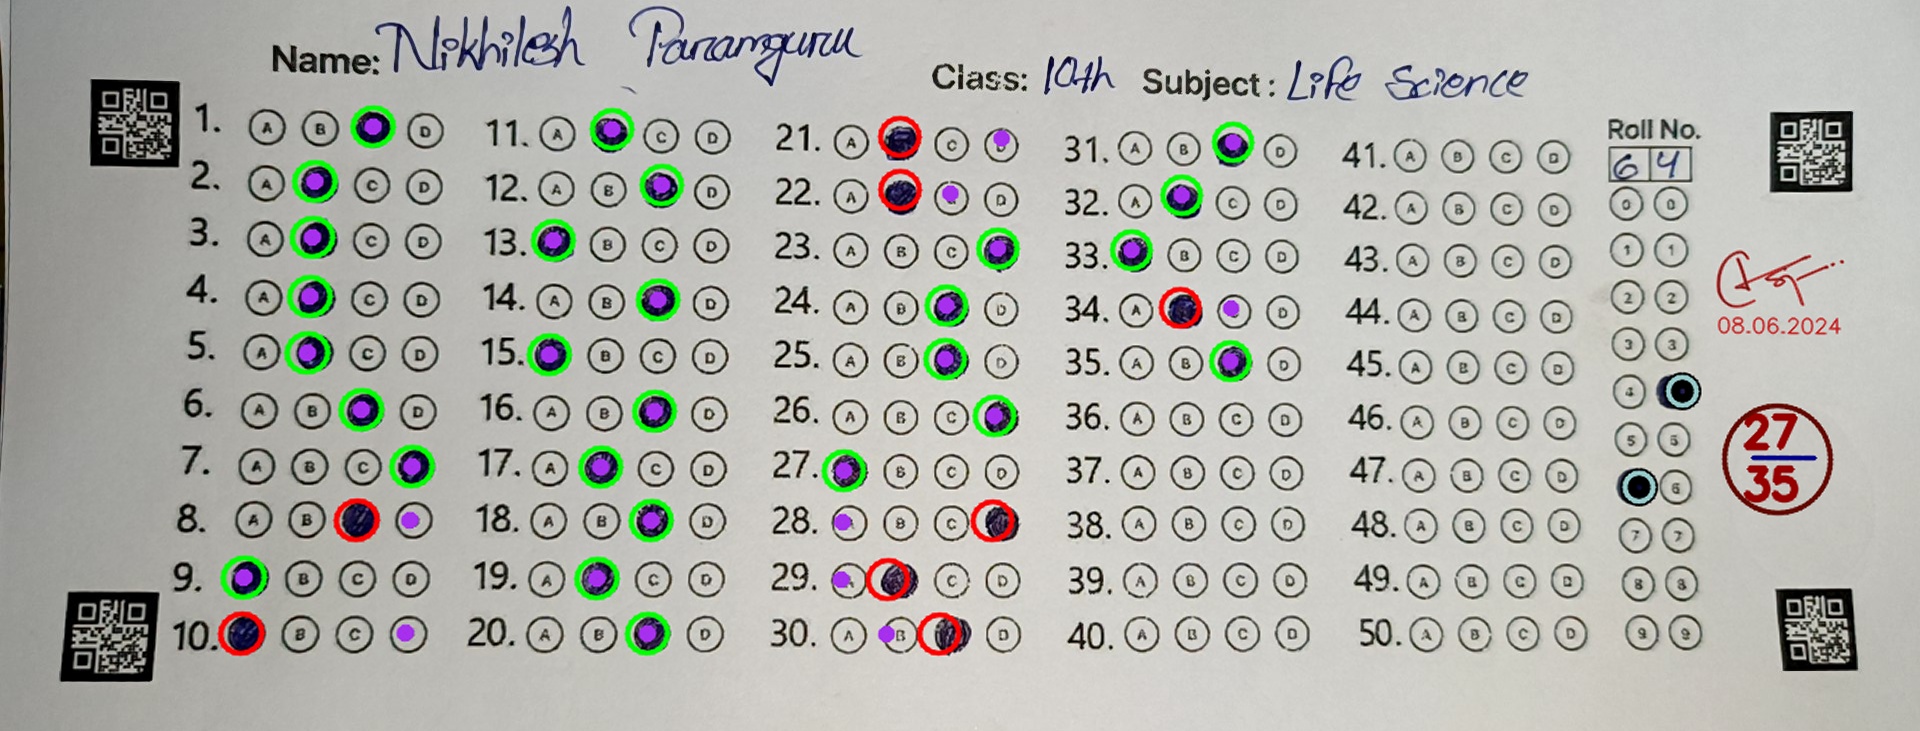 Name: Nikhilesh Paramguru
Class: 10th Subject: Life Science
1. A B D 11. A C D 21. A C 31. A B D 41. A B C D
2. A C D 12. A B D 22. A D 32. A C D 42. A B C D
3. A C D 13. B C D 23. A B C 33. B C D 43. A B C D
4. A C D 14. A B D 24. A B D 34. A D 44. A B C D
5. A C D 15. B C D 25. A B D 35. A B D 45. A B C D
6. A B D 16. A B D 26. A B C 36. A B C D 46. A B C D
7. A B C 17. A C D 27. B C D 37. A B C D 47. A B C D
8. A B 18. A B D 28. B C 38. A B C D 48. A B C D
9. B C D 19. A C D 29. C D 39. A B C D 49. A B C D
10. B C 20. A B D 30. A B D 40. A B C D 50. A B C D
Roll No.
6 4
0 0
1 1
2 2
3 3
4
5 5
6
7 7
8 8
9 9
08.06.2024
27
35